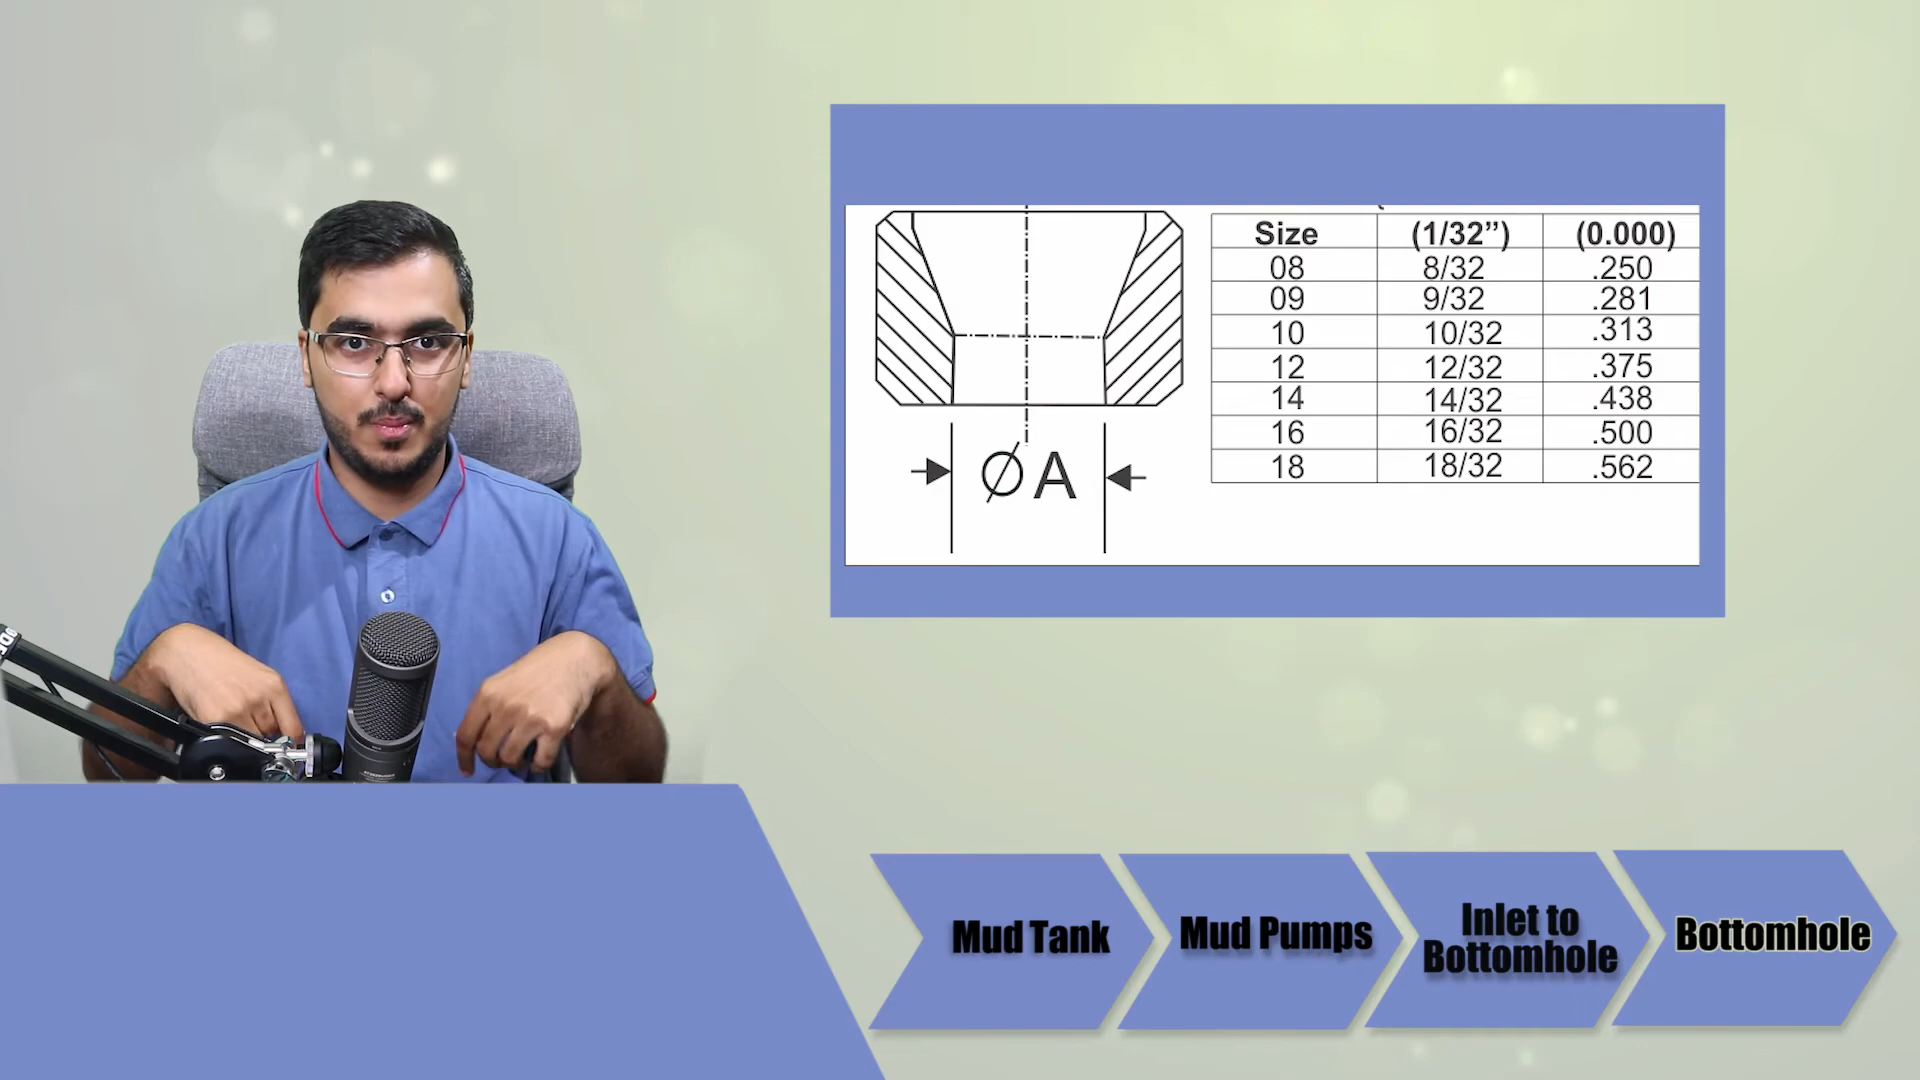 Size (1/32”) (0.000)
08 8/32 .250
09 9/32 .281
10 10/32 .313
12 12/32 .375
14 14/32 .438
16 16/32 .500
18 18/32 .562
Ø A
Mud Tank
Mud Pumps
Inlet to
Bottomhole
Bottomhole